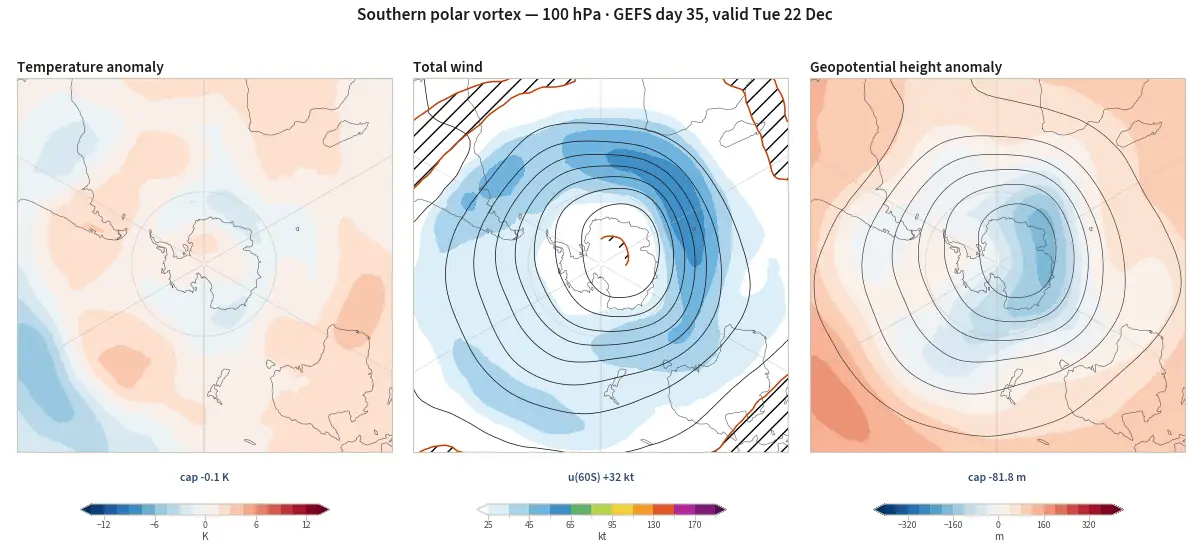 Southern polar vortex — 100 hPa · GEFS day 35, valid Tue 22 Dec
Temperature anomaly
Total wind
Geopotential height anomaly
cap -0.1 K
u(60S) +32 kt
cap -81.8 m
−12 −6 0 6 12
K
25 45 65 95 130 170
kt
−320 −160 0 160 320
m